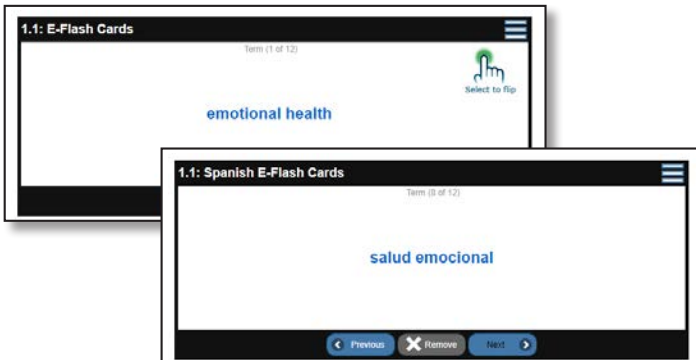 1.1: E-Flash Cards
Term (1 of 12)
Select to flip
emotional health
1.1: Spanish E-Flash Cards
Term (8 of 12)
salud emocional
Previous Remove Next